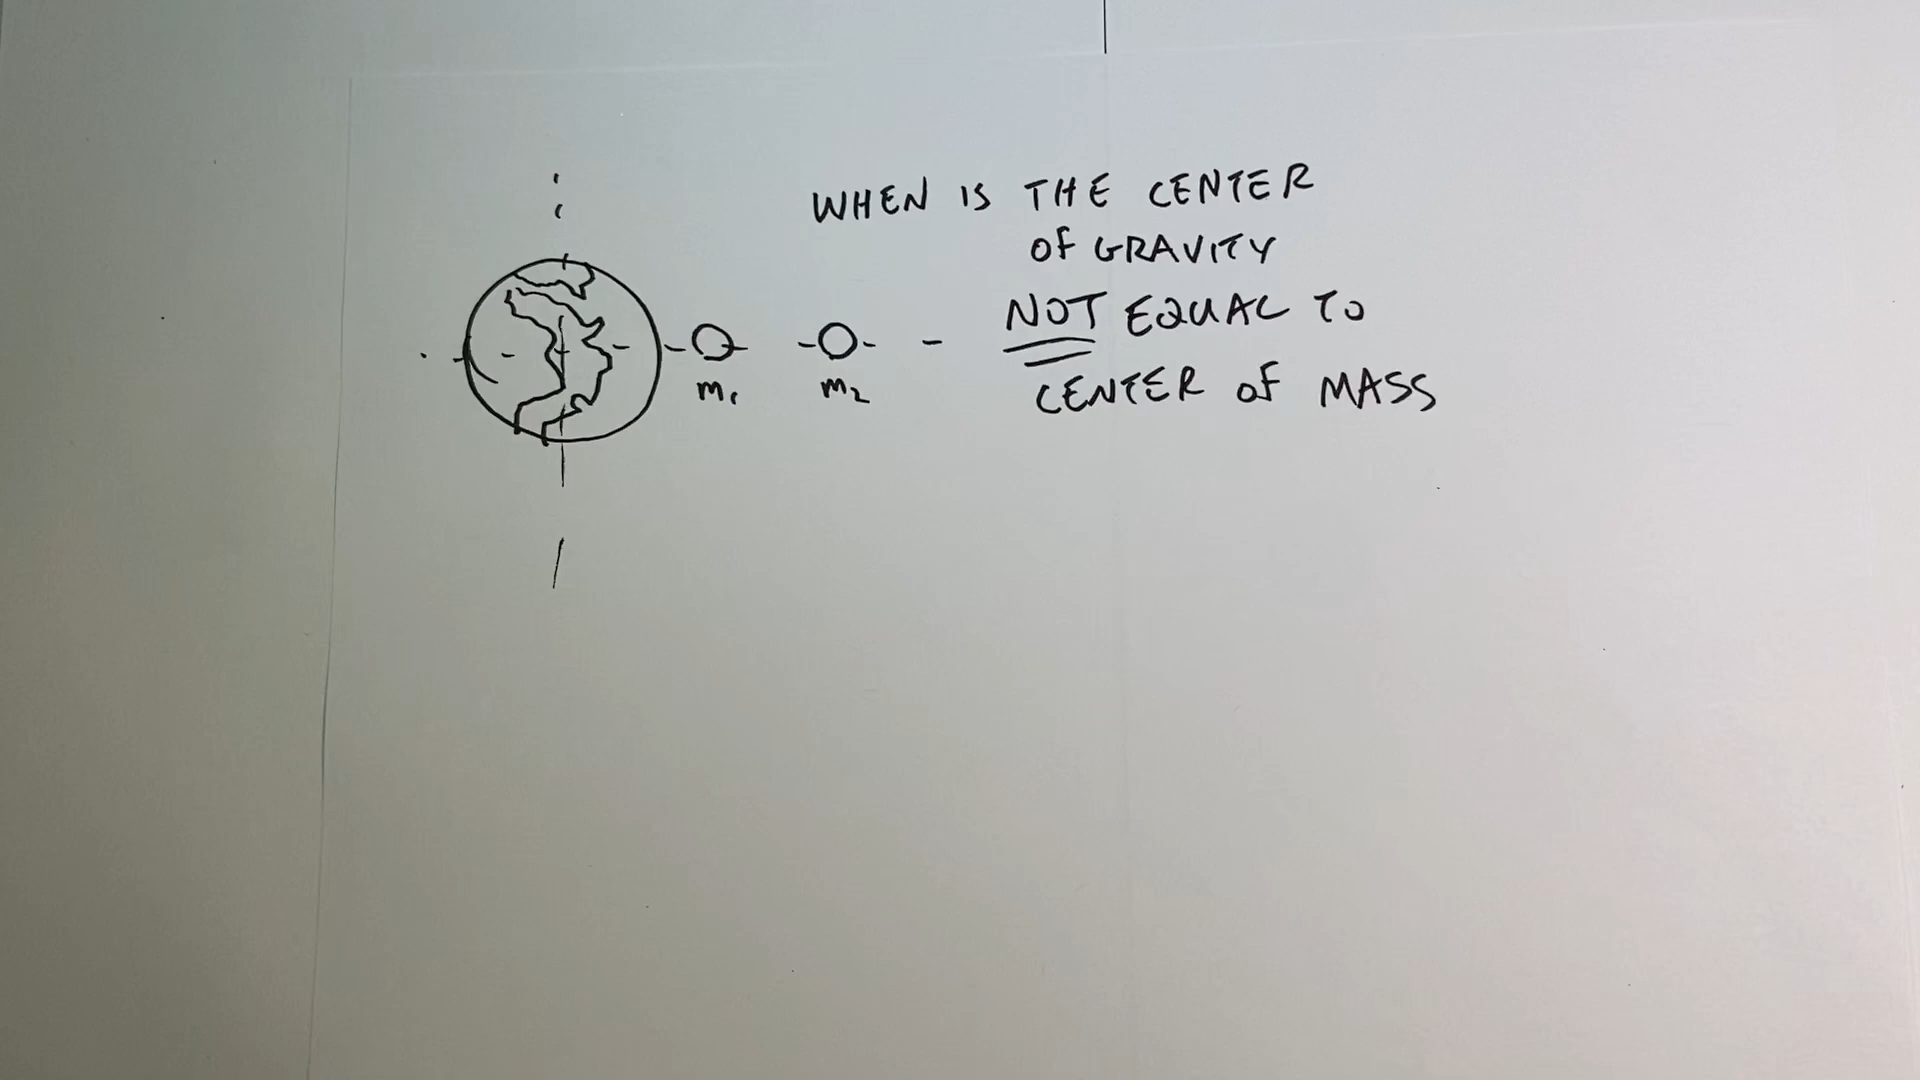 WHEN IS THE CENTER
OF GRAVITY
NOT EQUAL TO
CENTER OF MASS
m₁ m₂